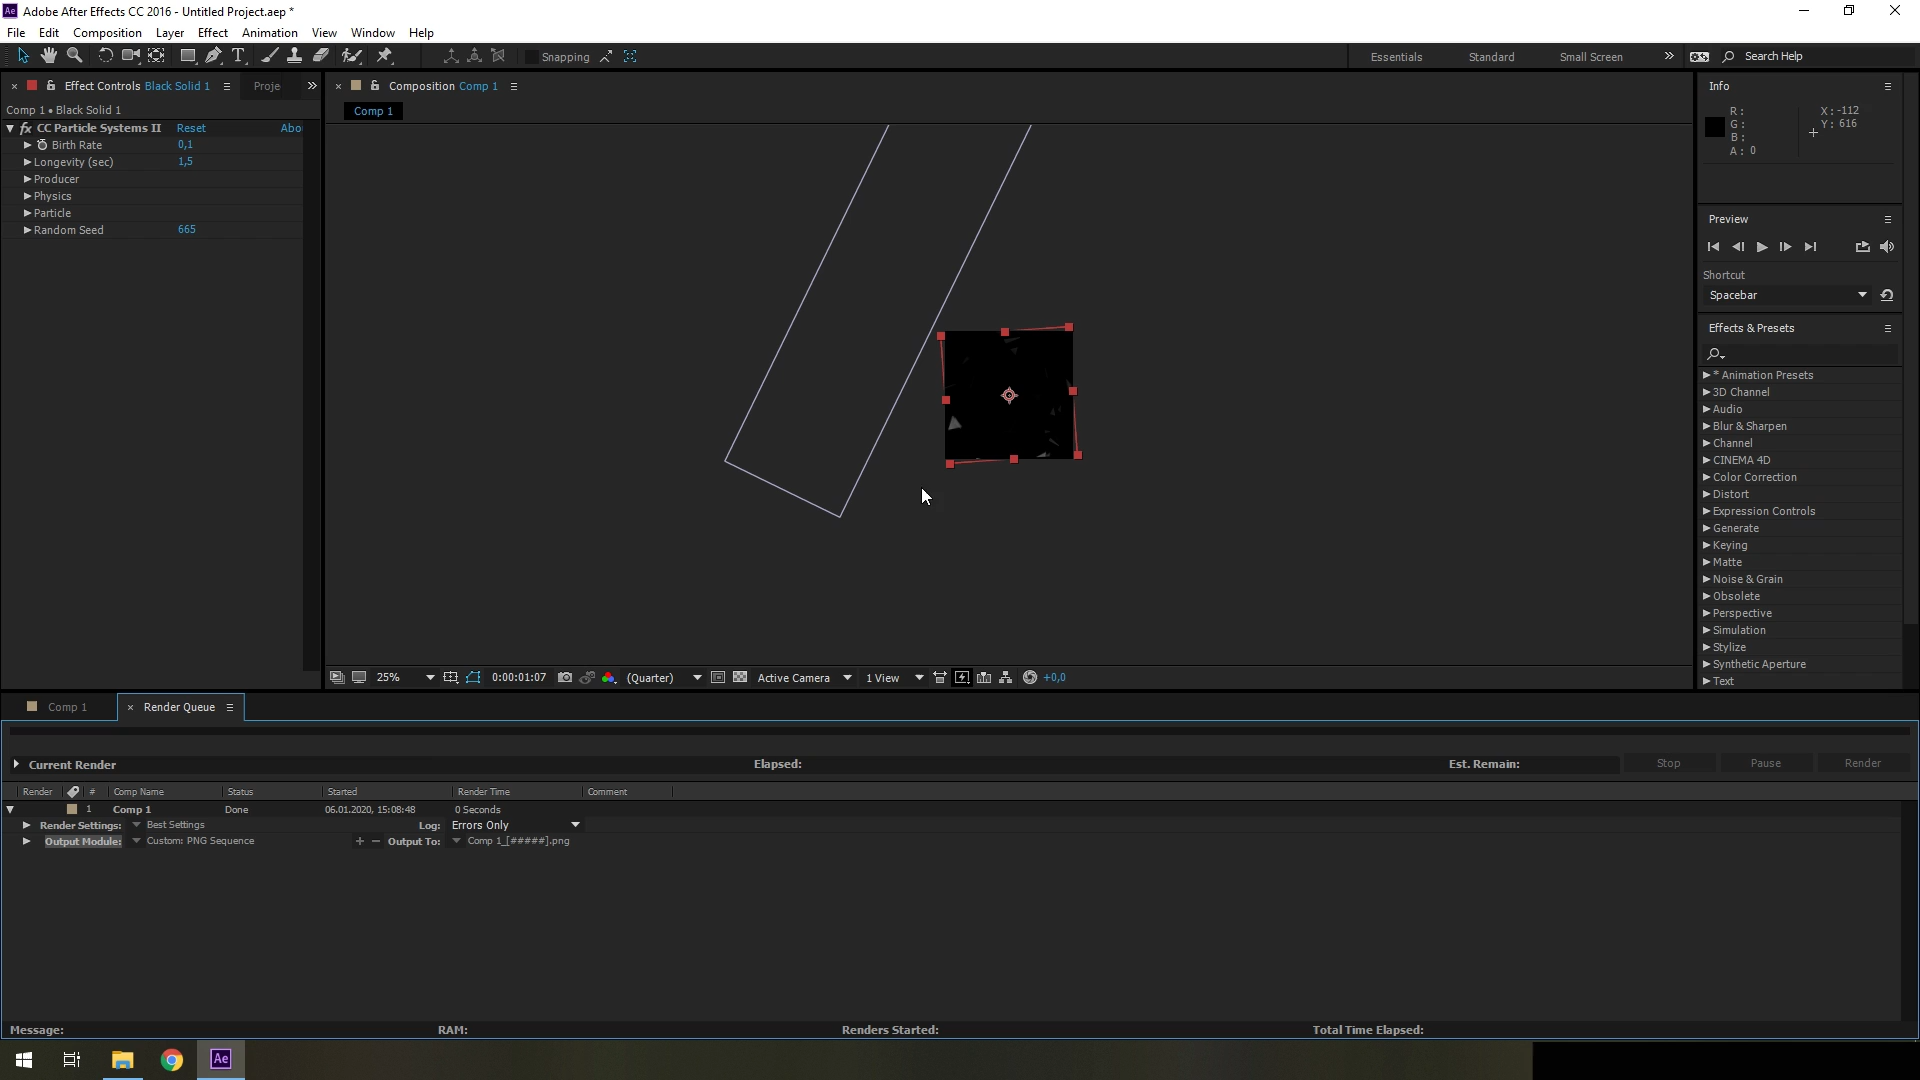 Adobe After Effects CC 2016 - Untitled Project.aep *
File Edit Composition Layer Effect Animation View Window Help
Snapping Essentials Standard Small Screen Search Help
Effect Controls Black Solid 1 Proje
Comp 1 • Black Solid 1
fx CC Particle Systems II Reset Abo
Birth Rate 0,1
Longevity (sec) 1,5
Producer
Physics
Particle
Random Seed 665
Composition Comp 1
Comp 1
25% 0:00:01:07 (Quarter) Active Camera 1 View +0,0
Info
R: X: -112
G: Y: 616
B:
A: 0
Preview
Shortcut
Spacebar
Effects & Presets
* Animation Presets
3D Channel
Audio
Blur & Sharpen
Channel
CINEMA 4D
Color Correction
Distort
Expression Controls
Generate
Keying
Matte
Noise & Grain
Obsolete
Perspective
Simulation
Stylize
Synthetic Aperture
Text
Comp 1 Render Queue
Current Render Elapsed: Est. Remain: Stop Pause Render
Render # Comp Name Status Started Render Time Comment
1 Comp 1 Done 06.01.2020, 15:08:48 0 Seconds
Render Settings: Best Settings Log: Errors Only
Output Module: Custom: PNG Sequence + − Output To: Comp 1_[#####].png
Message: RAM: Renders Started: Total Time Elapsed: